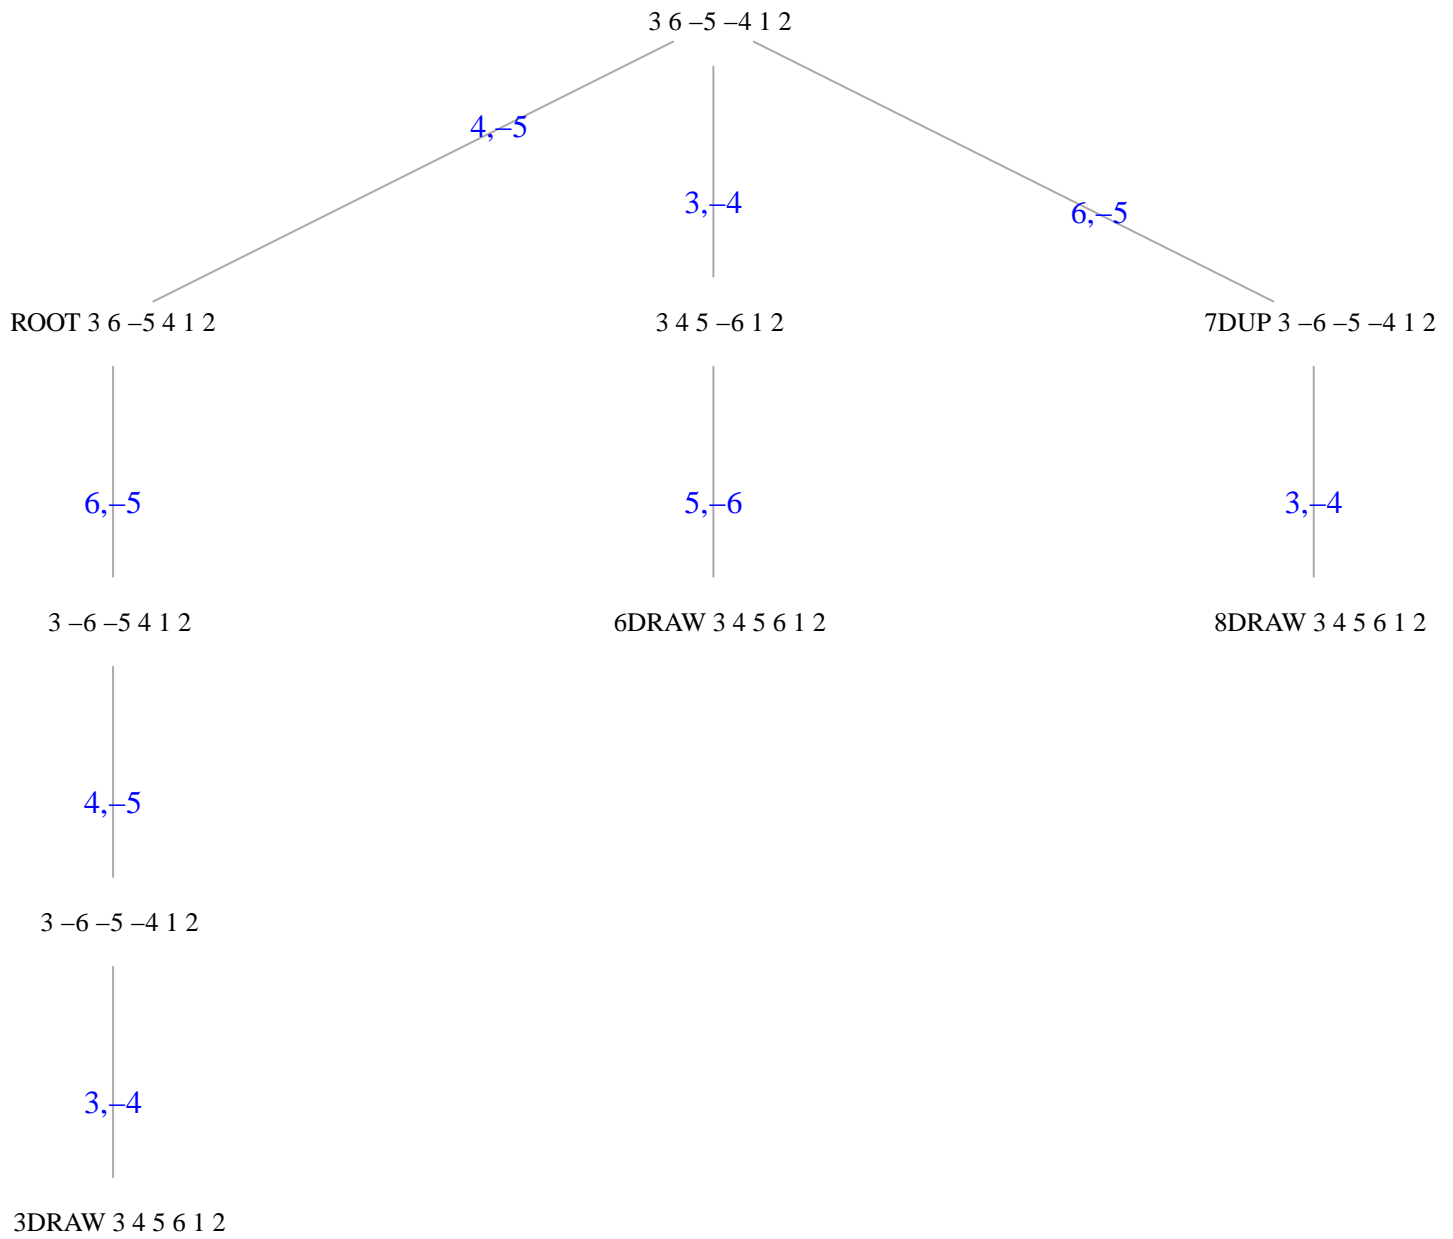 3 6 –5 –4 1 2
4,–5
3,–4
6,–5
ROOT 3 6 –5 4 1 2
3 4 5 –6 1 2
7DUP 3 –6 –5 –4 1 2
6,–5
5,–6
3,–4
3 –6 –5 4 1 2
6DRAW 3 4 5 6 1 2
8DRAW 3 4 5 6 1 2
4,–5
3 –6 –5 –4 1 2
3,–4
3DRAW 3 4 5 6 1 2